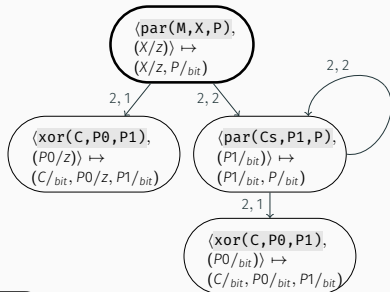 ⟨par(M,X,P),
(X/z)⟩ ↦
(X/z, P/bit)
2, 1
2, 2
2, 2
⟨xor(C,P0,P1),
(P0/z)⟩ ↦
(C/bit, P0/z, P1/bit)
⟨par(Cs,P1,P),
(P1/bit)⟩ ↦
(P1/bit, P/bit)
2, 1
⟨xor(C,P0,P1),
(P0/bit)⟩ ↦
(C/bit, P0/bit, P1/bit)